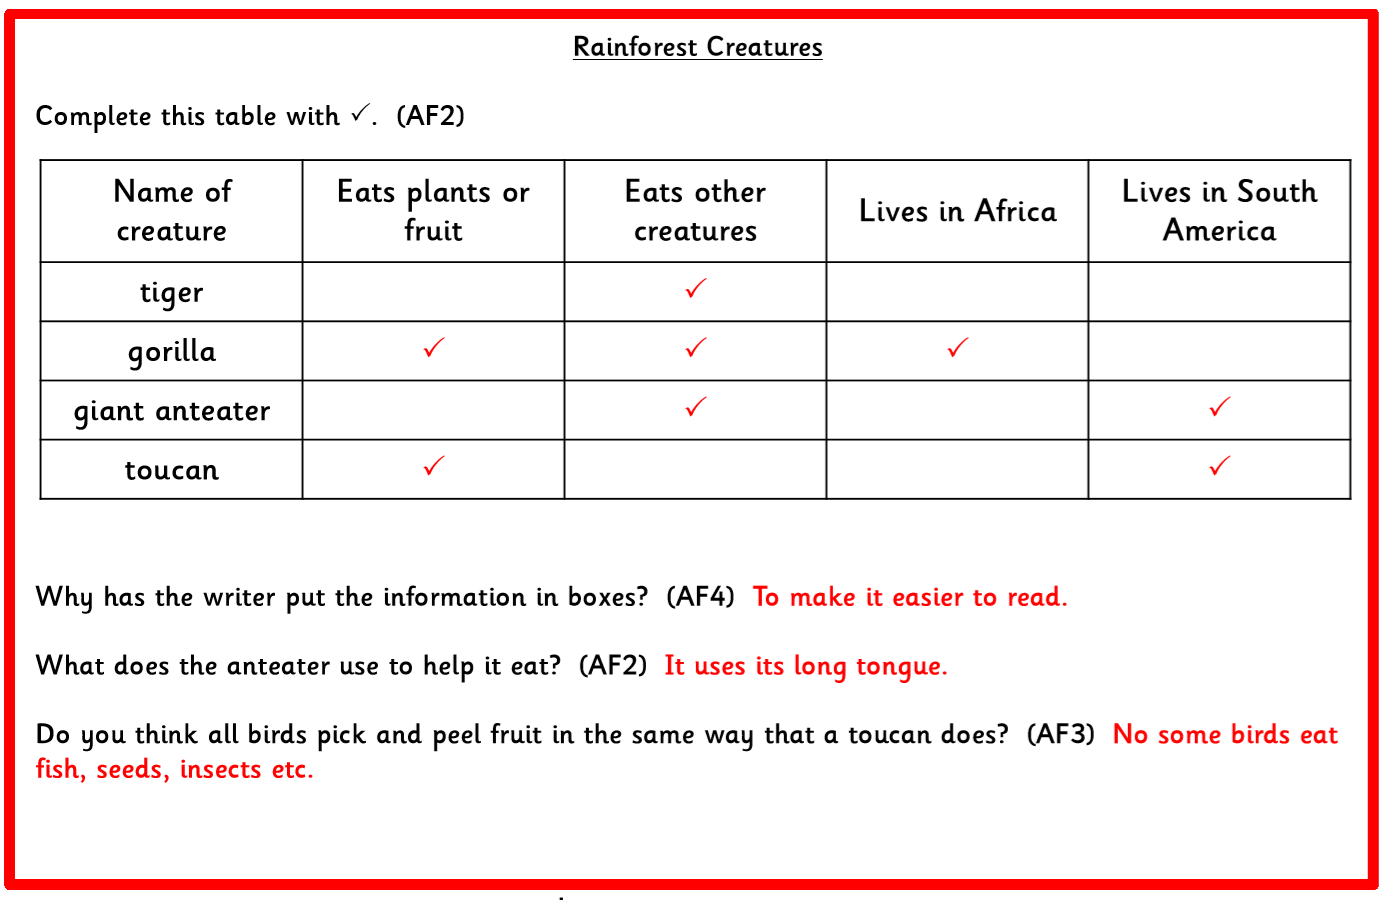 Rainforest Creatures
Complete this table with ✓. (AF2)
Name of creature | Eats plants or fruit | Eats other creatures | Lives in Africa | Lives in South America
tiger | | ✓ | |
gorilla | ✓ | ✓ | ✓ |
giant anteater | | ✓ | | ✓
toucan | ✓ | | | ✓
Why has the writer put the information in boxes? (AF4) To make it easier to read.
What does the anteater use to help it eat? (AF2) It uses its long tongue.
Do you think all birds pick and peel fruit in the same way that a toucan does? (AF3) No some birds eat
fish, seeds, insects etc.